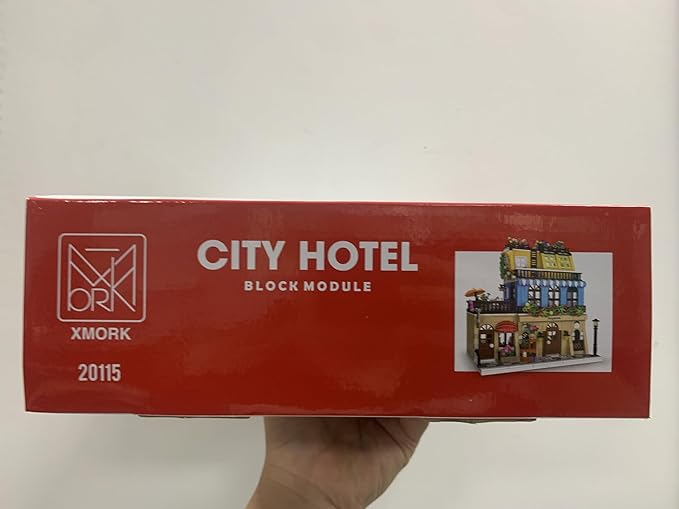 XMORK
20115
CITY HOTEL
BLOCK MODULE